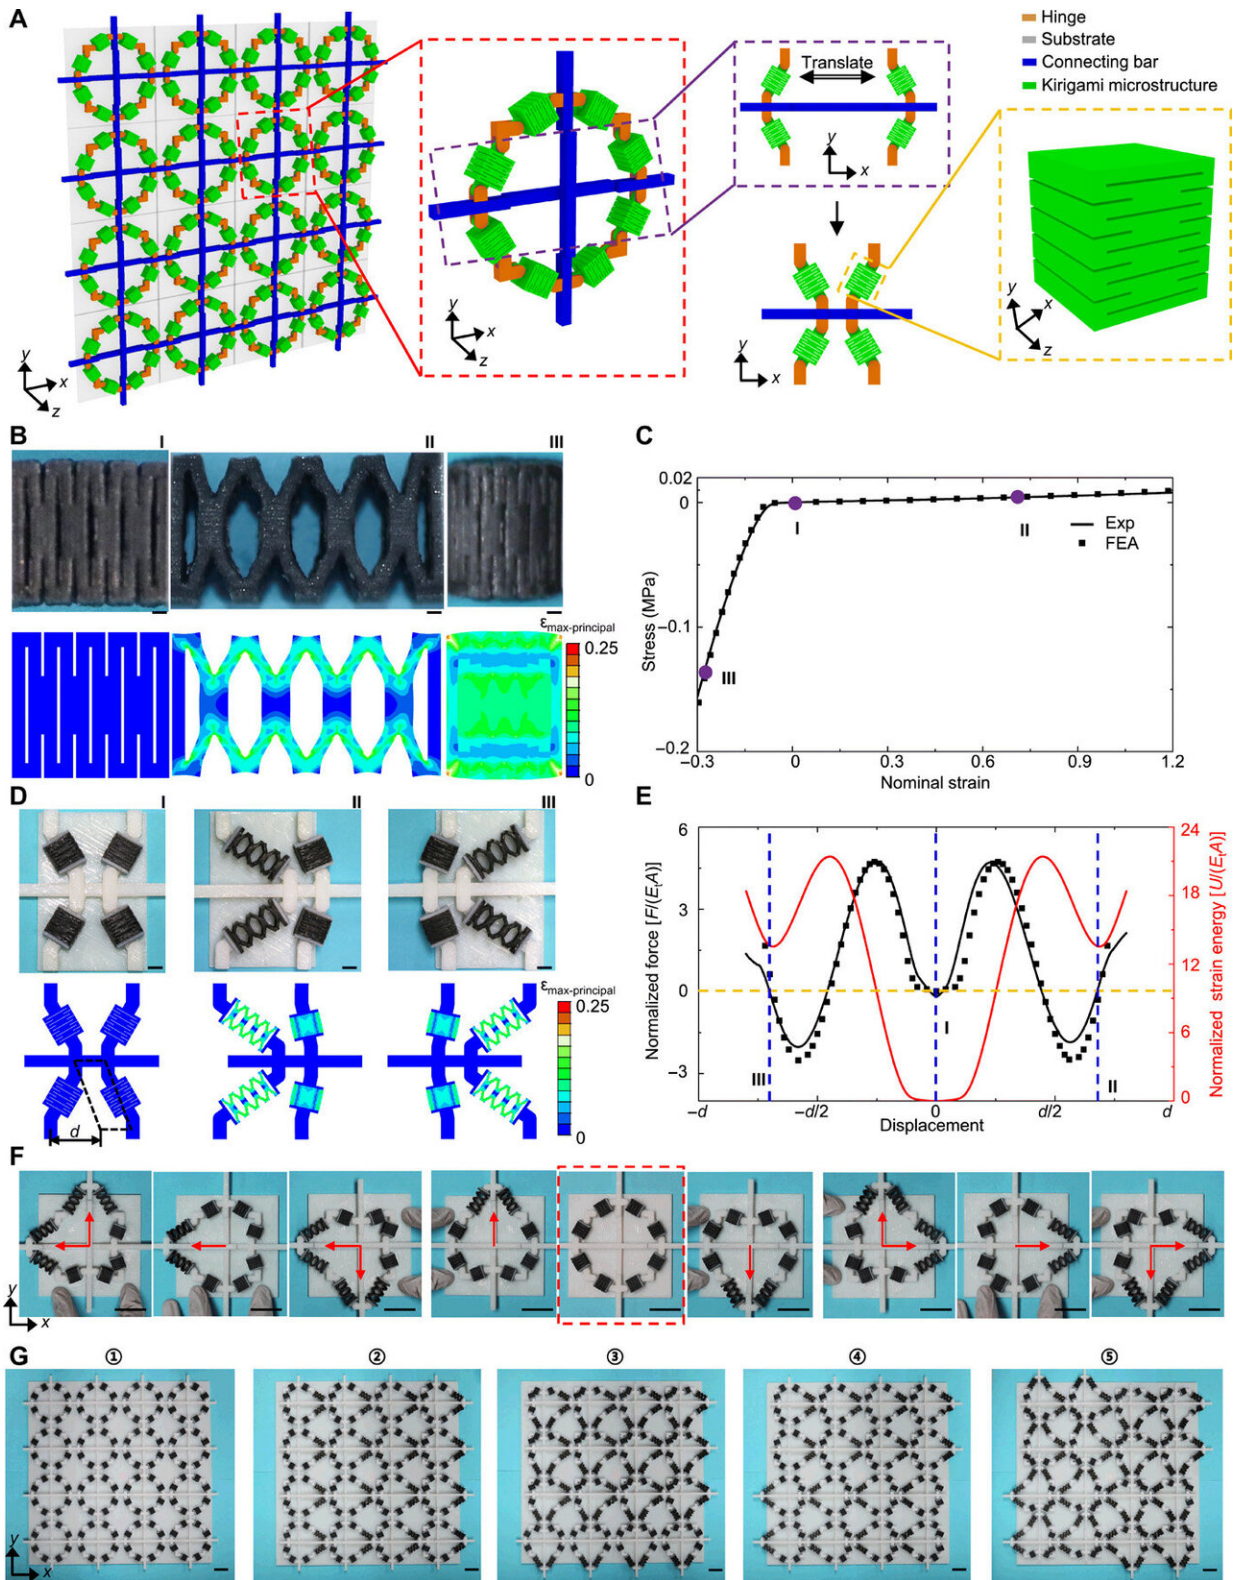 A
Hinge
Substrate
Connecting bar
Kirigami microstructure
Translate
y
x
z
y
z
y
x
y
x
y
x
z
B
I
II
III
εmax-principal
0.25
0
C
0.02
0
−0.1
−0.2
Stress (MPa)
I
II
III
Exp
FEA
−0.3
0
0.3
0.6
0.9
1.2
Nominal strain
D
I
II
III
εmax-principal
0.25
0
d
E
6
3
0
−3
Normalized force [F/(EᵣA)]
24
18
12
6
0
Normalized strain energy [U/(EᵣA)]
III
I
II
−d
−d/2
0
d/2
d
Displacement
F
y
x
G
①
②
③
④
⑤
y
x